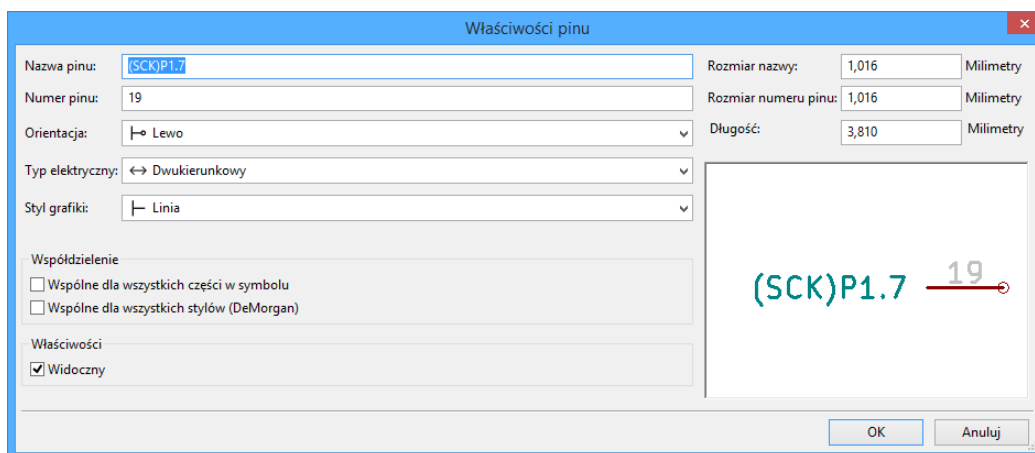 Właściwości pinu
Nazwa pinu: (SCK)P1.7
Numer pinu: 19
Orientacja: Lewo
Typ elektryczny: Dwukierunkowy
Styl grafiki: Linia
Współdzielenie
Wspólne dla wszystkich części w symbolu
Wspólne dla wszystkich stylów (DeMorgan)
Właściwości
Widoczny
Rozmiar nazwy: 1,016 Milimetry
Rozmiar numeru pinu: 1,016 Milimetry
Długość: 3,810 Milimetry
(SCK)P1.7 19
OK Anuluj